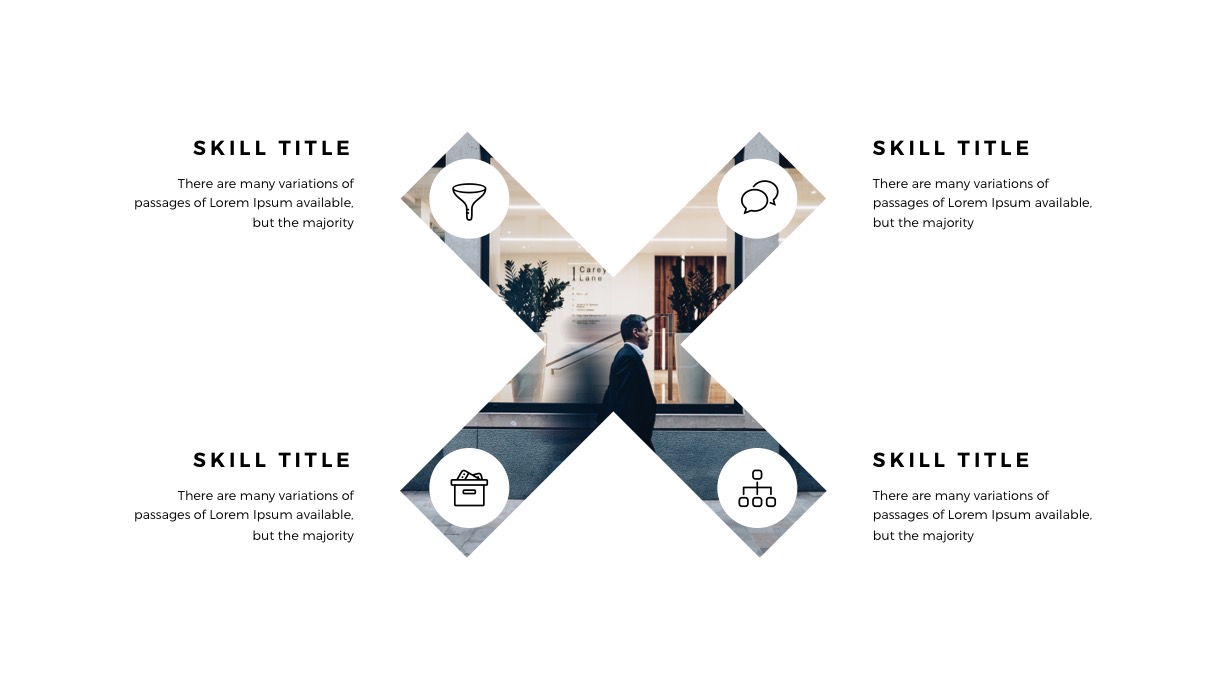 SKILL TITLE
There are many variations of
passages of Lorem Ipsum available,
but the majority
SKILL TITLE
There are many variations of
passages of Lorem Ipsum available,
but the majority
Carey
Lane
SKILL TITLE
There are many variations of
passages of Lorem Ipsum available,
but the majority
SKILL TITLE
There are many variations of
passages of Lorem Ipsum available,
but the majority